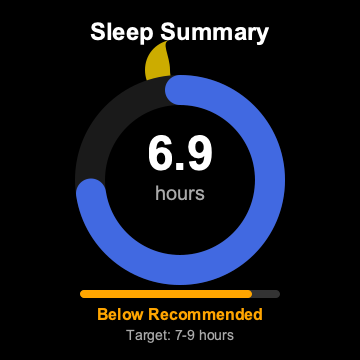 Sleep Summary
6.9
hours
Below Recommended
Target: 7-9 hours